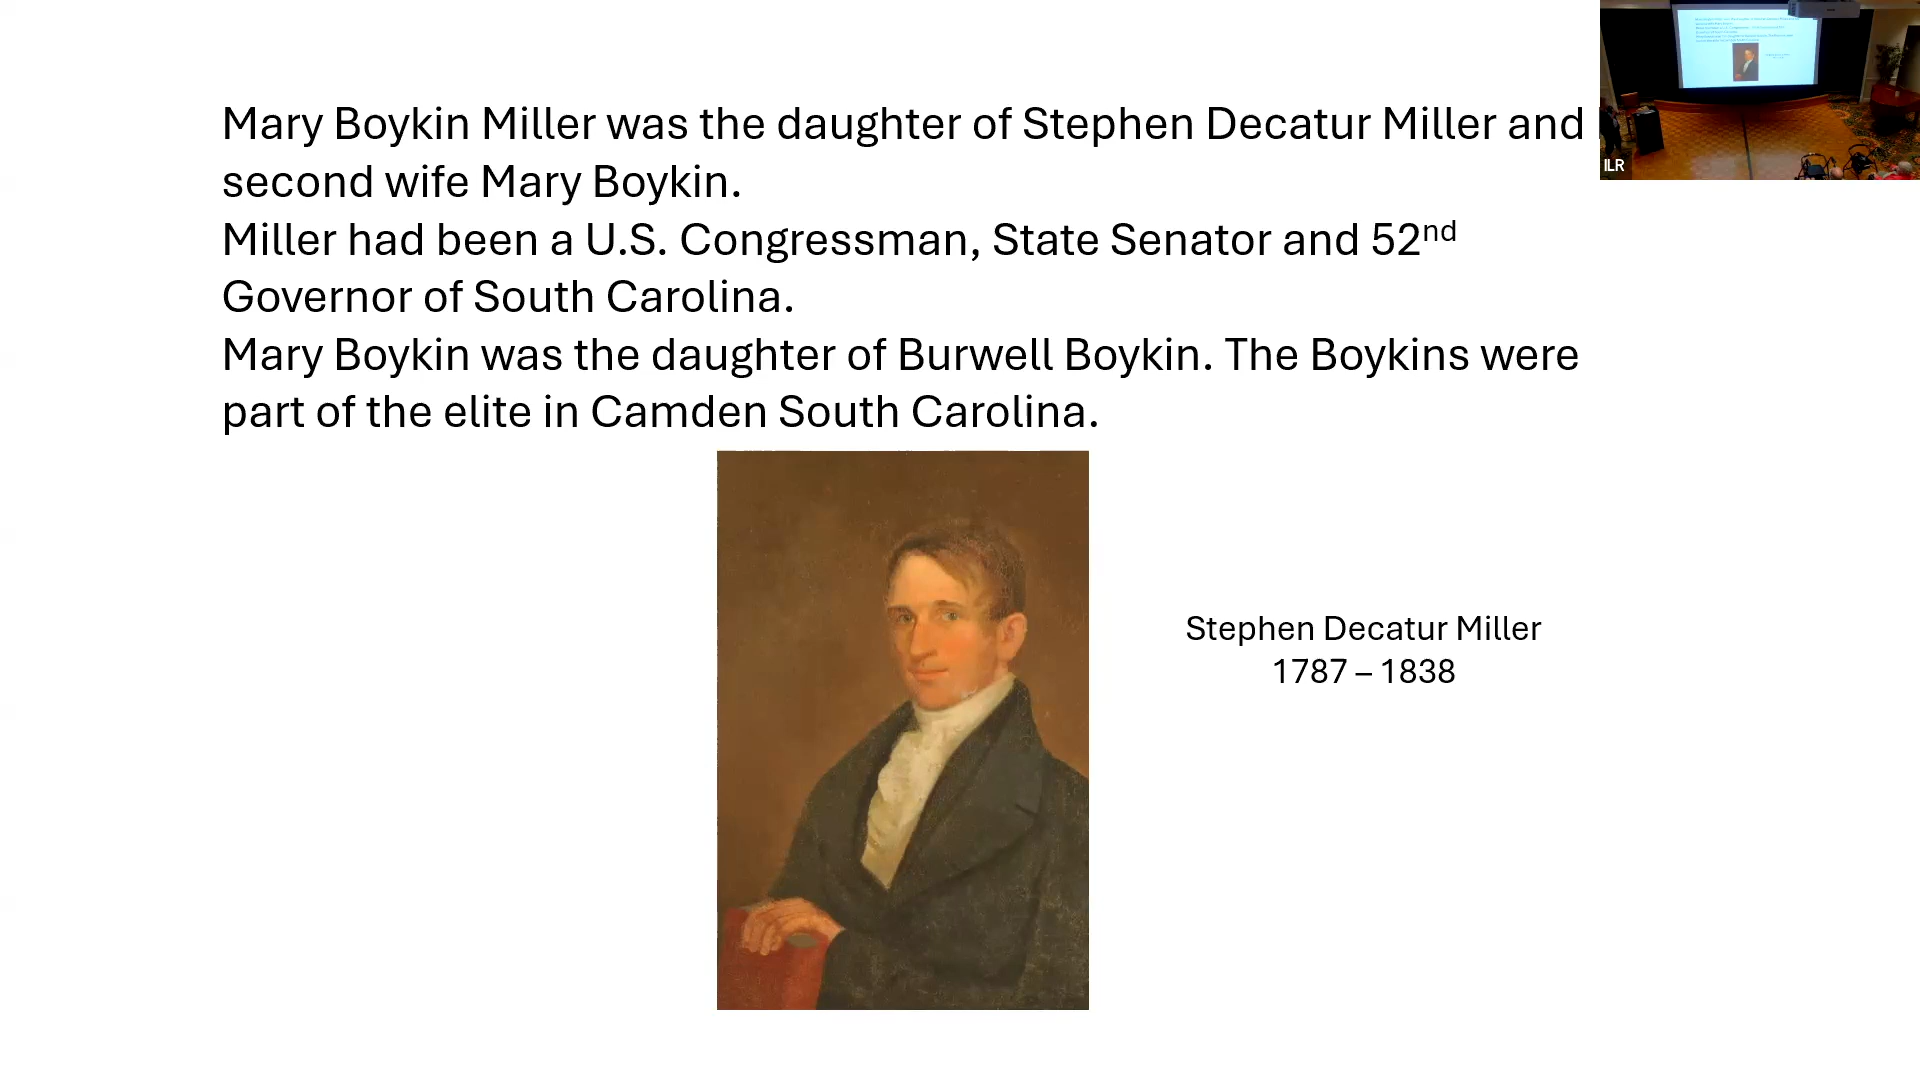 Mary Boykin Miller was the daughter of Stephen Decatur Miller and
second wife Mary Boykin.
Miller had been a U.S. Congressman, State Senator and 52nd
Governor of South Carolina.
Mary Boykin was the daughter of Burwell Boykin. The Boykins were
part of the elite in Camden South Carolina.
Stephen Decatur Miller
1787 – 1838
ILR